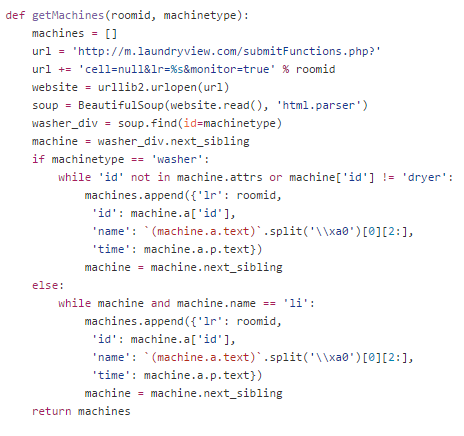 def getMachines(roomid, machinetype):
    machines = []
    url = 'http://m.laundryview.com/submitFunctions.php?'
    url += 'cell=null&lr=%s&monitor=true' % roomid
    website = urllib2.urlopen(url)
    soup = BeautifulSoup(website.read(), 'html.parser')
    washer_div = soup.find(id=machinetype)
    machine = washer_div.next_sibling
    if machinetype == 'washer':
        while 'id' not in machine.attrs or machine['id'] != 'dryer':
            machines.append({'lr': roomid,
             'id': machine.a['id'],
             'name': `(machine.a.text)`.split('\\xa0')[0][2:],
             'time': machine.a.p.text})
            machine = machine.next_sibling
    else:
        while machine and machine.name == 'li':
            machines.append({'lr': roomid,
             'id': machine.a['id'],
             'name': `(machine.a.text)`.split('\\xa0')[0][2:],
             'time': machine.a.p.text})
            machine = machine.next_sibling
    return machines